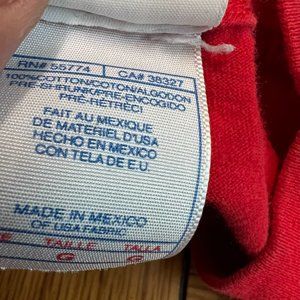 RN# 55774 CA# 38327
100%COTTON/COTON/ALGODON
PRE-SHRUNK/PRE-ENCOGIDO
PRÉ-RÉTRÉCI
FAIT AU MEXIQUE
DE MATERIEL D'USA
HECHO EN MEXICO
CON TELA DE E.U.
MADE IN MEXICO
OF USA FABRIC
TAILLE TALLA
G G